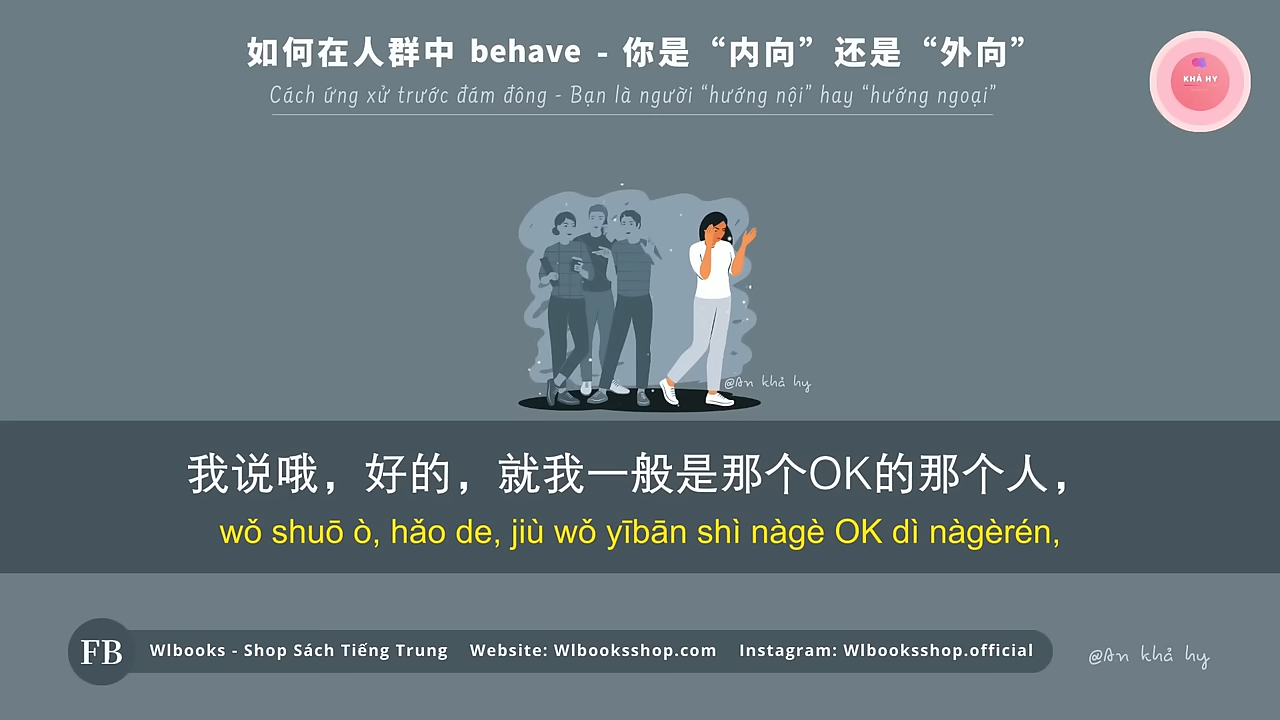 如何在人群中 behave - 你是“内向”还是“外向”
Cách ứng xử trước đám đông - Bạn là người “hướng nội” hay “hướng ngoại”
KHẢ HY
@An khả hy
我说哦，好的，就我一般是那个OK的那个人，
wǒ shuō ò, hǎo de, jiù wǒ yībān shì nàgè OK dì nàgèrén,
FB Wlbooks - Shop Sách Tiếng Trung Website: Wlbooksshop.com Instagram: Wlbooksshop.official
@An khả hy